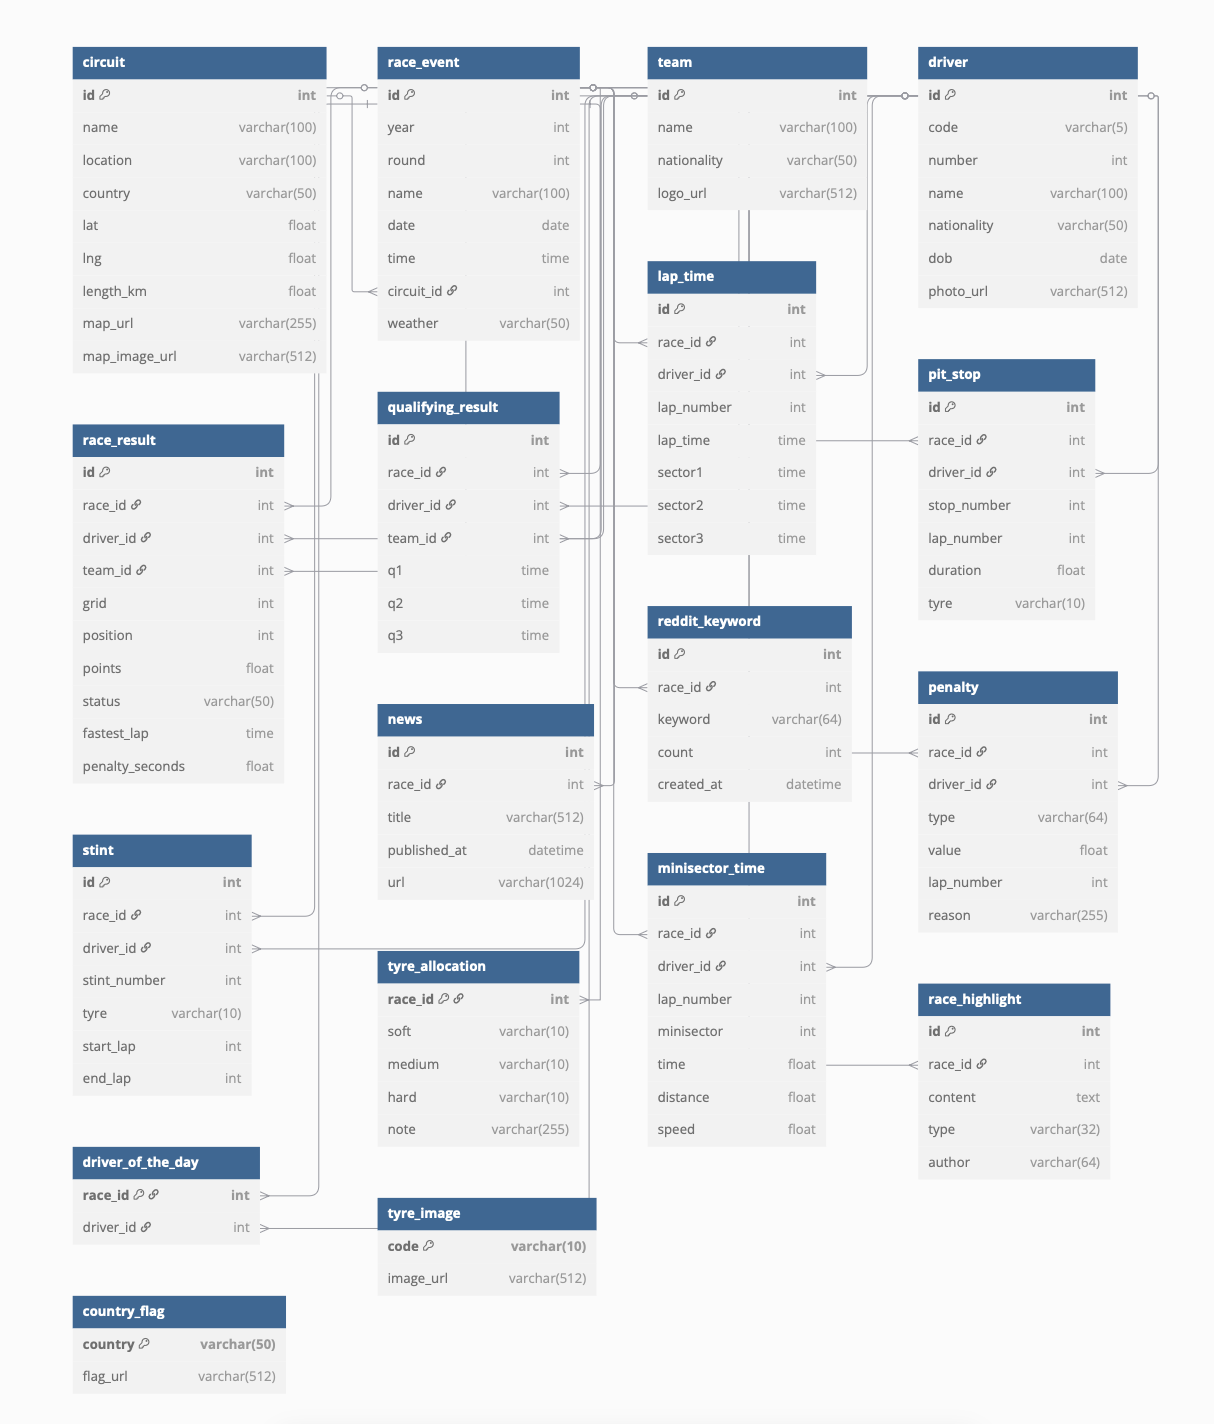 circuit
id int
name varchar(100)
location varchar(100)
country varchar(50)
lat float
lng float
length_km float
map_url varchar(255)
map_image_url varchar(512)
race_event
id int
year int
round int
name varchar(100)
date date
time time
circuit_id int
weather varchar(50)
team
id int
name varchar(100)
nationality varchar(50)
logo_url varchar(512)
driver
id int
code varchar(5)
number int
name varchar(100)
nationality varchar(50)
dob date
photo_url varchar(512)
lap_time
id int
race_id int
driver_id int
lap_number int
lap_time time
sector1 time
sector2 time
sector3 time
pit_stop
id int
race_id int
driver_id int
stop_number int
lap_number int
duration float
tyre varchar(10)
race_result
id int
race_id int
driver_id int
team_id int
grid int
position int
points float
status varchar(50)
fastest_lap time
penalty_seconds float
qualifying_result
id int
race_id int
driver_id int
team_id int
q1 time
q2 time
q3 time
reddit_keyword
id int
race_id int
keyword varchar(64)
count int
created_at datetime
penalty
id int
race_id int
driver_id int
type varchar(64)
value float
lap_number int
reason varchar(255)
news
id int
race_id int
title varchar(512)
published_at datetime
url varchar(1024)
stint
id int
race_id int
driver_id int
stint_number int
tyre varchar(10)
start_lap int
end_lap int
minisector_time
id int
race_id int
driver_id int
lap_number int
minisector int
time float
distance float
speed float
tyre_allocation
race_id int
soft varchar(10)
medium varchar(10)
hard varchar(10)
note varchar(255)
race_highlight
id int
race_id int
content text
type varchar(32)
author varchar(64)
driver_of_the_day
race_id int
driver_id int
tyre_image
code varchar(10)
image_url varchar(512)
country_flag
country varchar(50)
flag_url varchar(512)